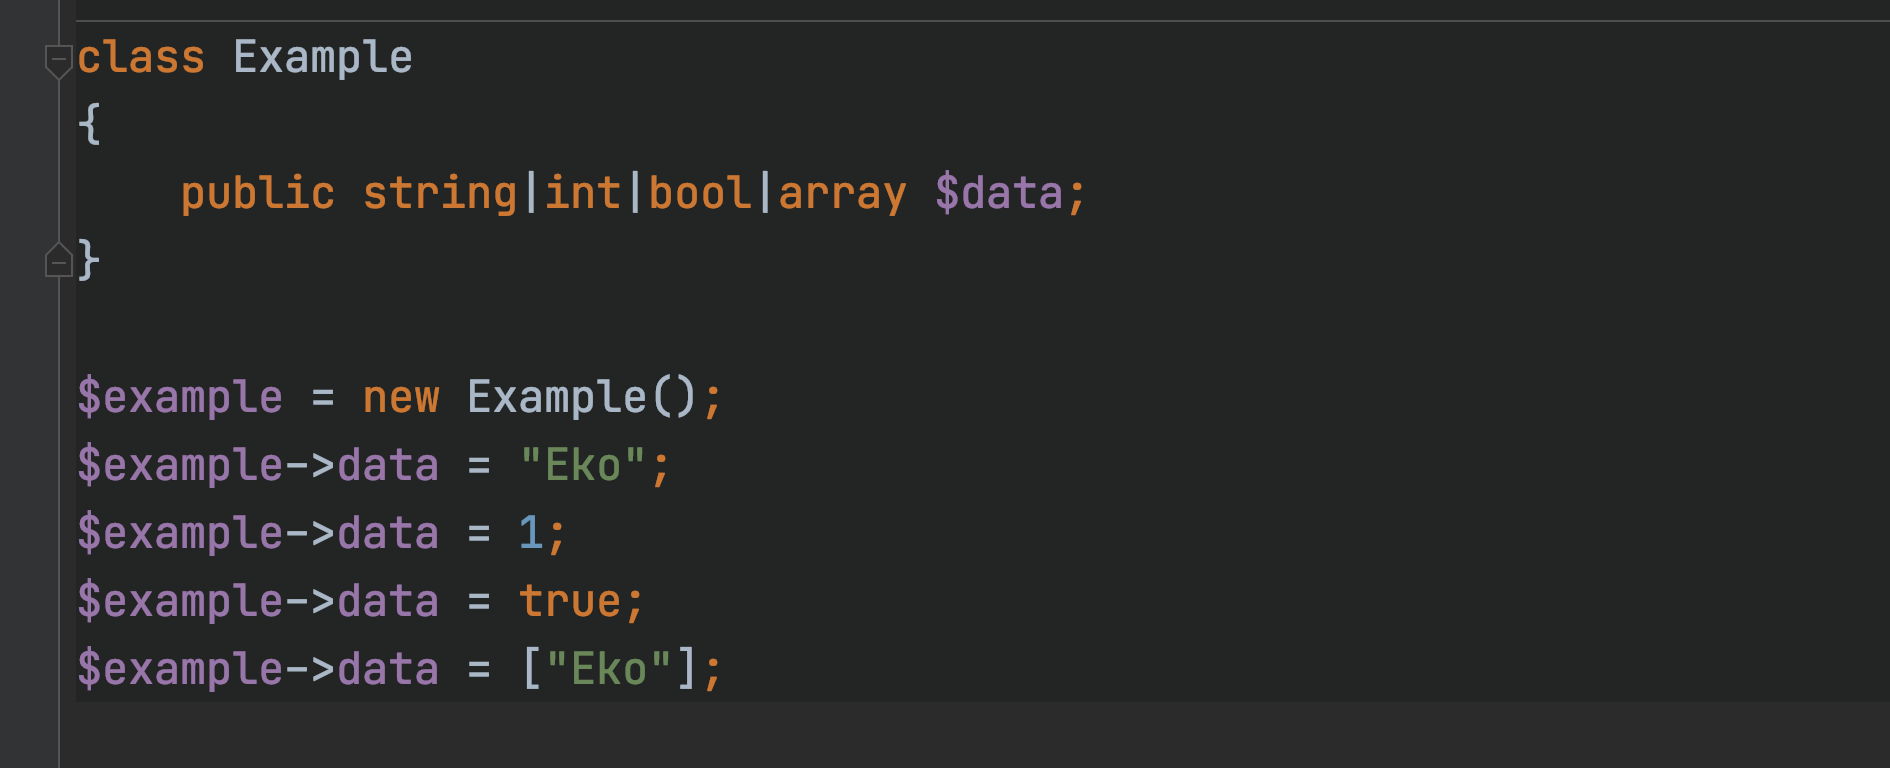 class Example
{
    public string|int|bool|array $data;
}

$example = new Example();
$example->data = "Eko";
$example->data = 1;
$example->data = true;
$example->data = ["Eko"];